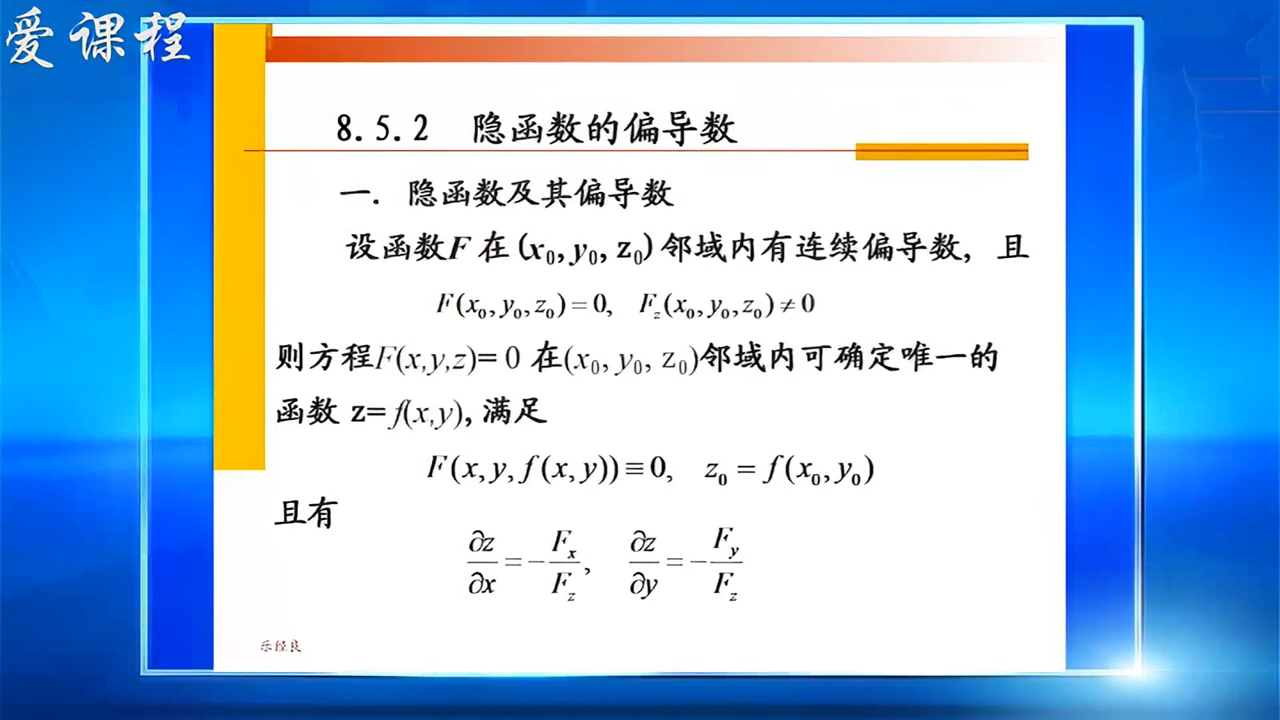 爱课程
8.5.2 隐函数的偏导数
一. 隐函数及其偏导数
设函数F 在(x₀, y₀, z₀)邻域内有连续偏导数, 且
F(x₀, y₀, z₀) = 0, F_z(x₀, y₀, z₀) ≠ 0
则方程F(x,y,z)= 0 在(x₀, y₀, z₀)邻域内可确定唯一的
函数 z= f(x,y), 满足
F(x, y, f(x, y)) ≡ 0, z₀ = f(x₀, y₀)
且有
∂z/∂x = −F_x/F_z, ∂z/∂y = −F_y/F_z
乐经良